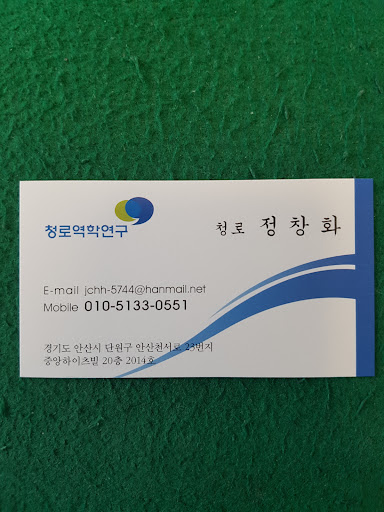 청로역학연구
청로 정창화
E-mail jchh-5744@hanmail.net
Mobile 010-5133-0551
경기도 안산시 단원구 안산천서로 23번지
중앙하이츠빌 20층 2014호